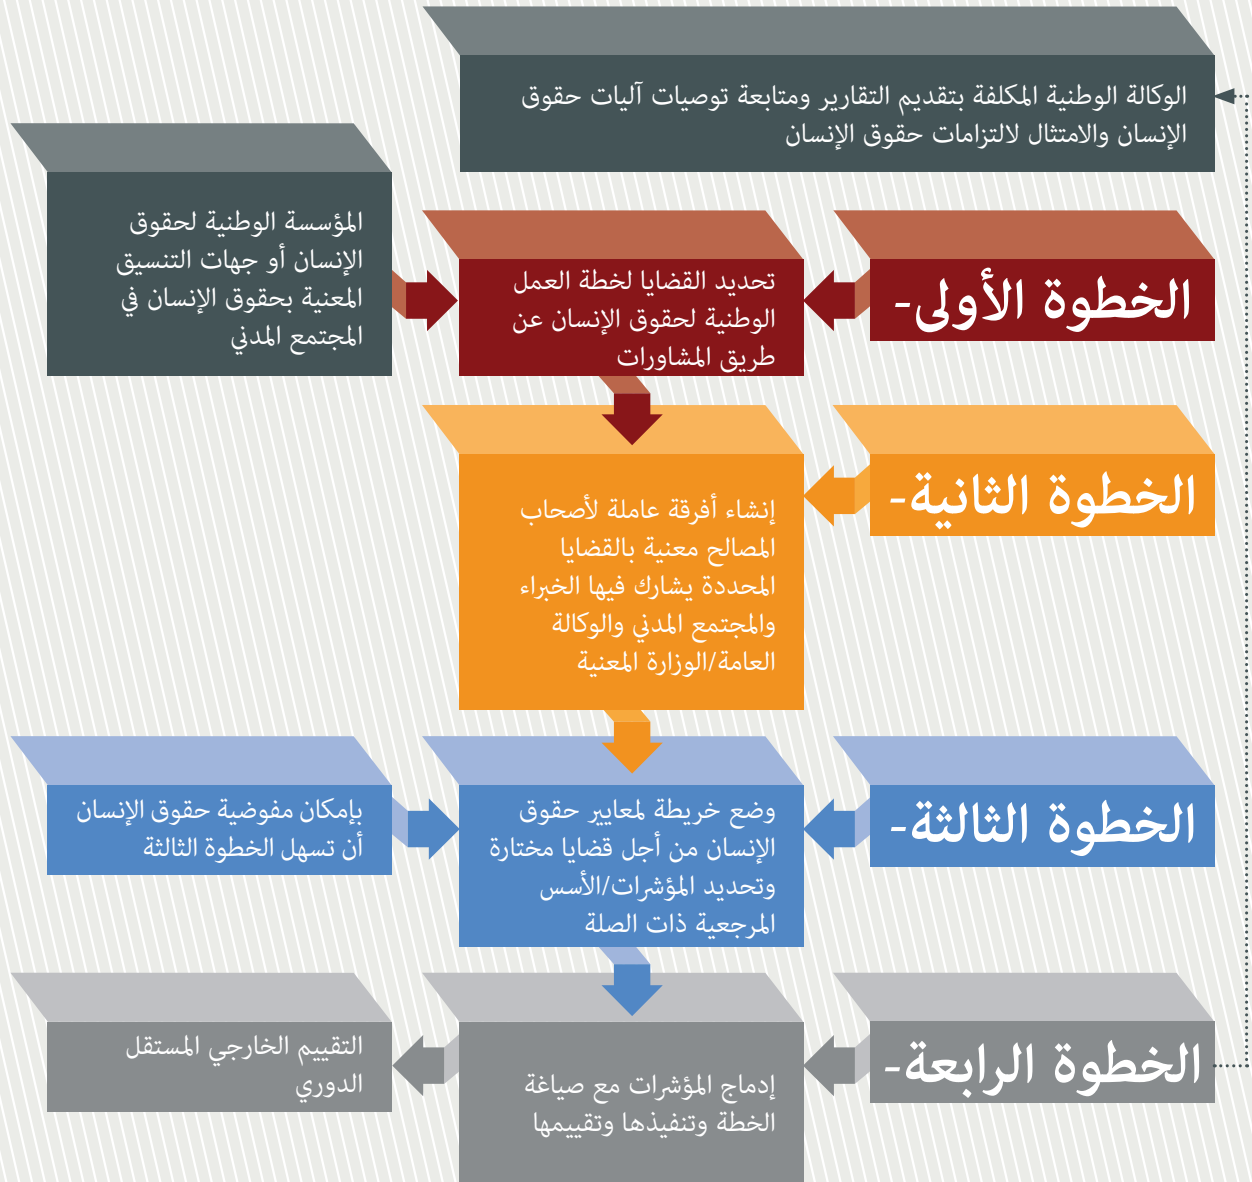 الوكالة الوطنية المكلفة بتقديم التقارير ومتابعة توصيات آليات حقوق
الإنسان والامتثال لالتزامات حقوق الإنسان
المؤسسة الوطنية لحقوق
الإنسان أو جهات التنسيق
المعنية بحقوق الإنسان في
المجتمع المدني
الخطوة الأولى-
تحديد القضايا لخطة العمل
الوطنية لحقوق الإنسان عن
طريق المشاورات
الخطوة الثانية-
إنشاء أفرقة عاملة لأصحاب
المصالح معنية بالقضايا
المحددة يشارك فيها الخبراء
والمجتمع المدني والوكالة
العامة/الوزارة المعنية
الخطوة الثالثة-
وضع خريطة لمعايير حقوق
الإنسان من أجل قضايا مختارة
وتحديد المؤشرات/الأسس
المرجعية ذات الصلة
بإمكان مفوضية حقوق الإنسان
أن تسهل الخطوة الثالثة
الخطوة الرابعة-
إدماج المؤشرات مع صياغة
الخطة وتنفيذها وتقييمها
التقييم الخارجي المستقل
الدوري